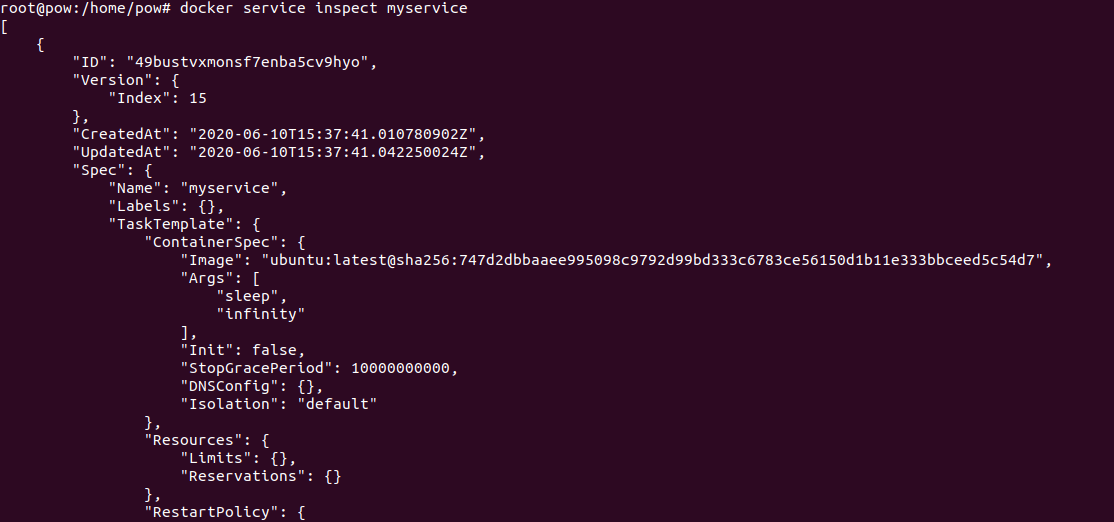 root@pow:/home/pow# docker service inspect myservice
[
    {
        "ID": "49bustvxmonsf7enba5cv9hyo",
        "Version": {
            "Index": 15
        },
        "CreatedAt": "2020-06-10T15:37:41.010780902Z",
        "UpdatedAt": "2020-06-10T15:37:41.042250024Z",
        "Spec": {
            "Name": "myservice",
            "Labels": {},
            "TaskTemplate": {
                "ContainerSpec": {
                    "Image": "ubuntu:latest@sha256:747d2dbbaaee995098c9792d99bd333c6783ce56150d1b11e333bbceed5c54d7",
                    "Args": [
                        "sleep",
                        "infinity"
                    ],
                    "Init": false,
                    "StopGracePeriod": 10000000000,
                    "DNSConfig": {},
                    "Isolation": "default"
                },
                "Resources": {
                    "Limits": {},
                    "Reservations": {}
                },
                "RestartPolicy": {